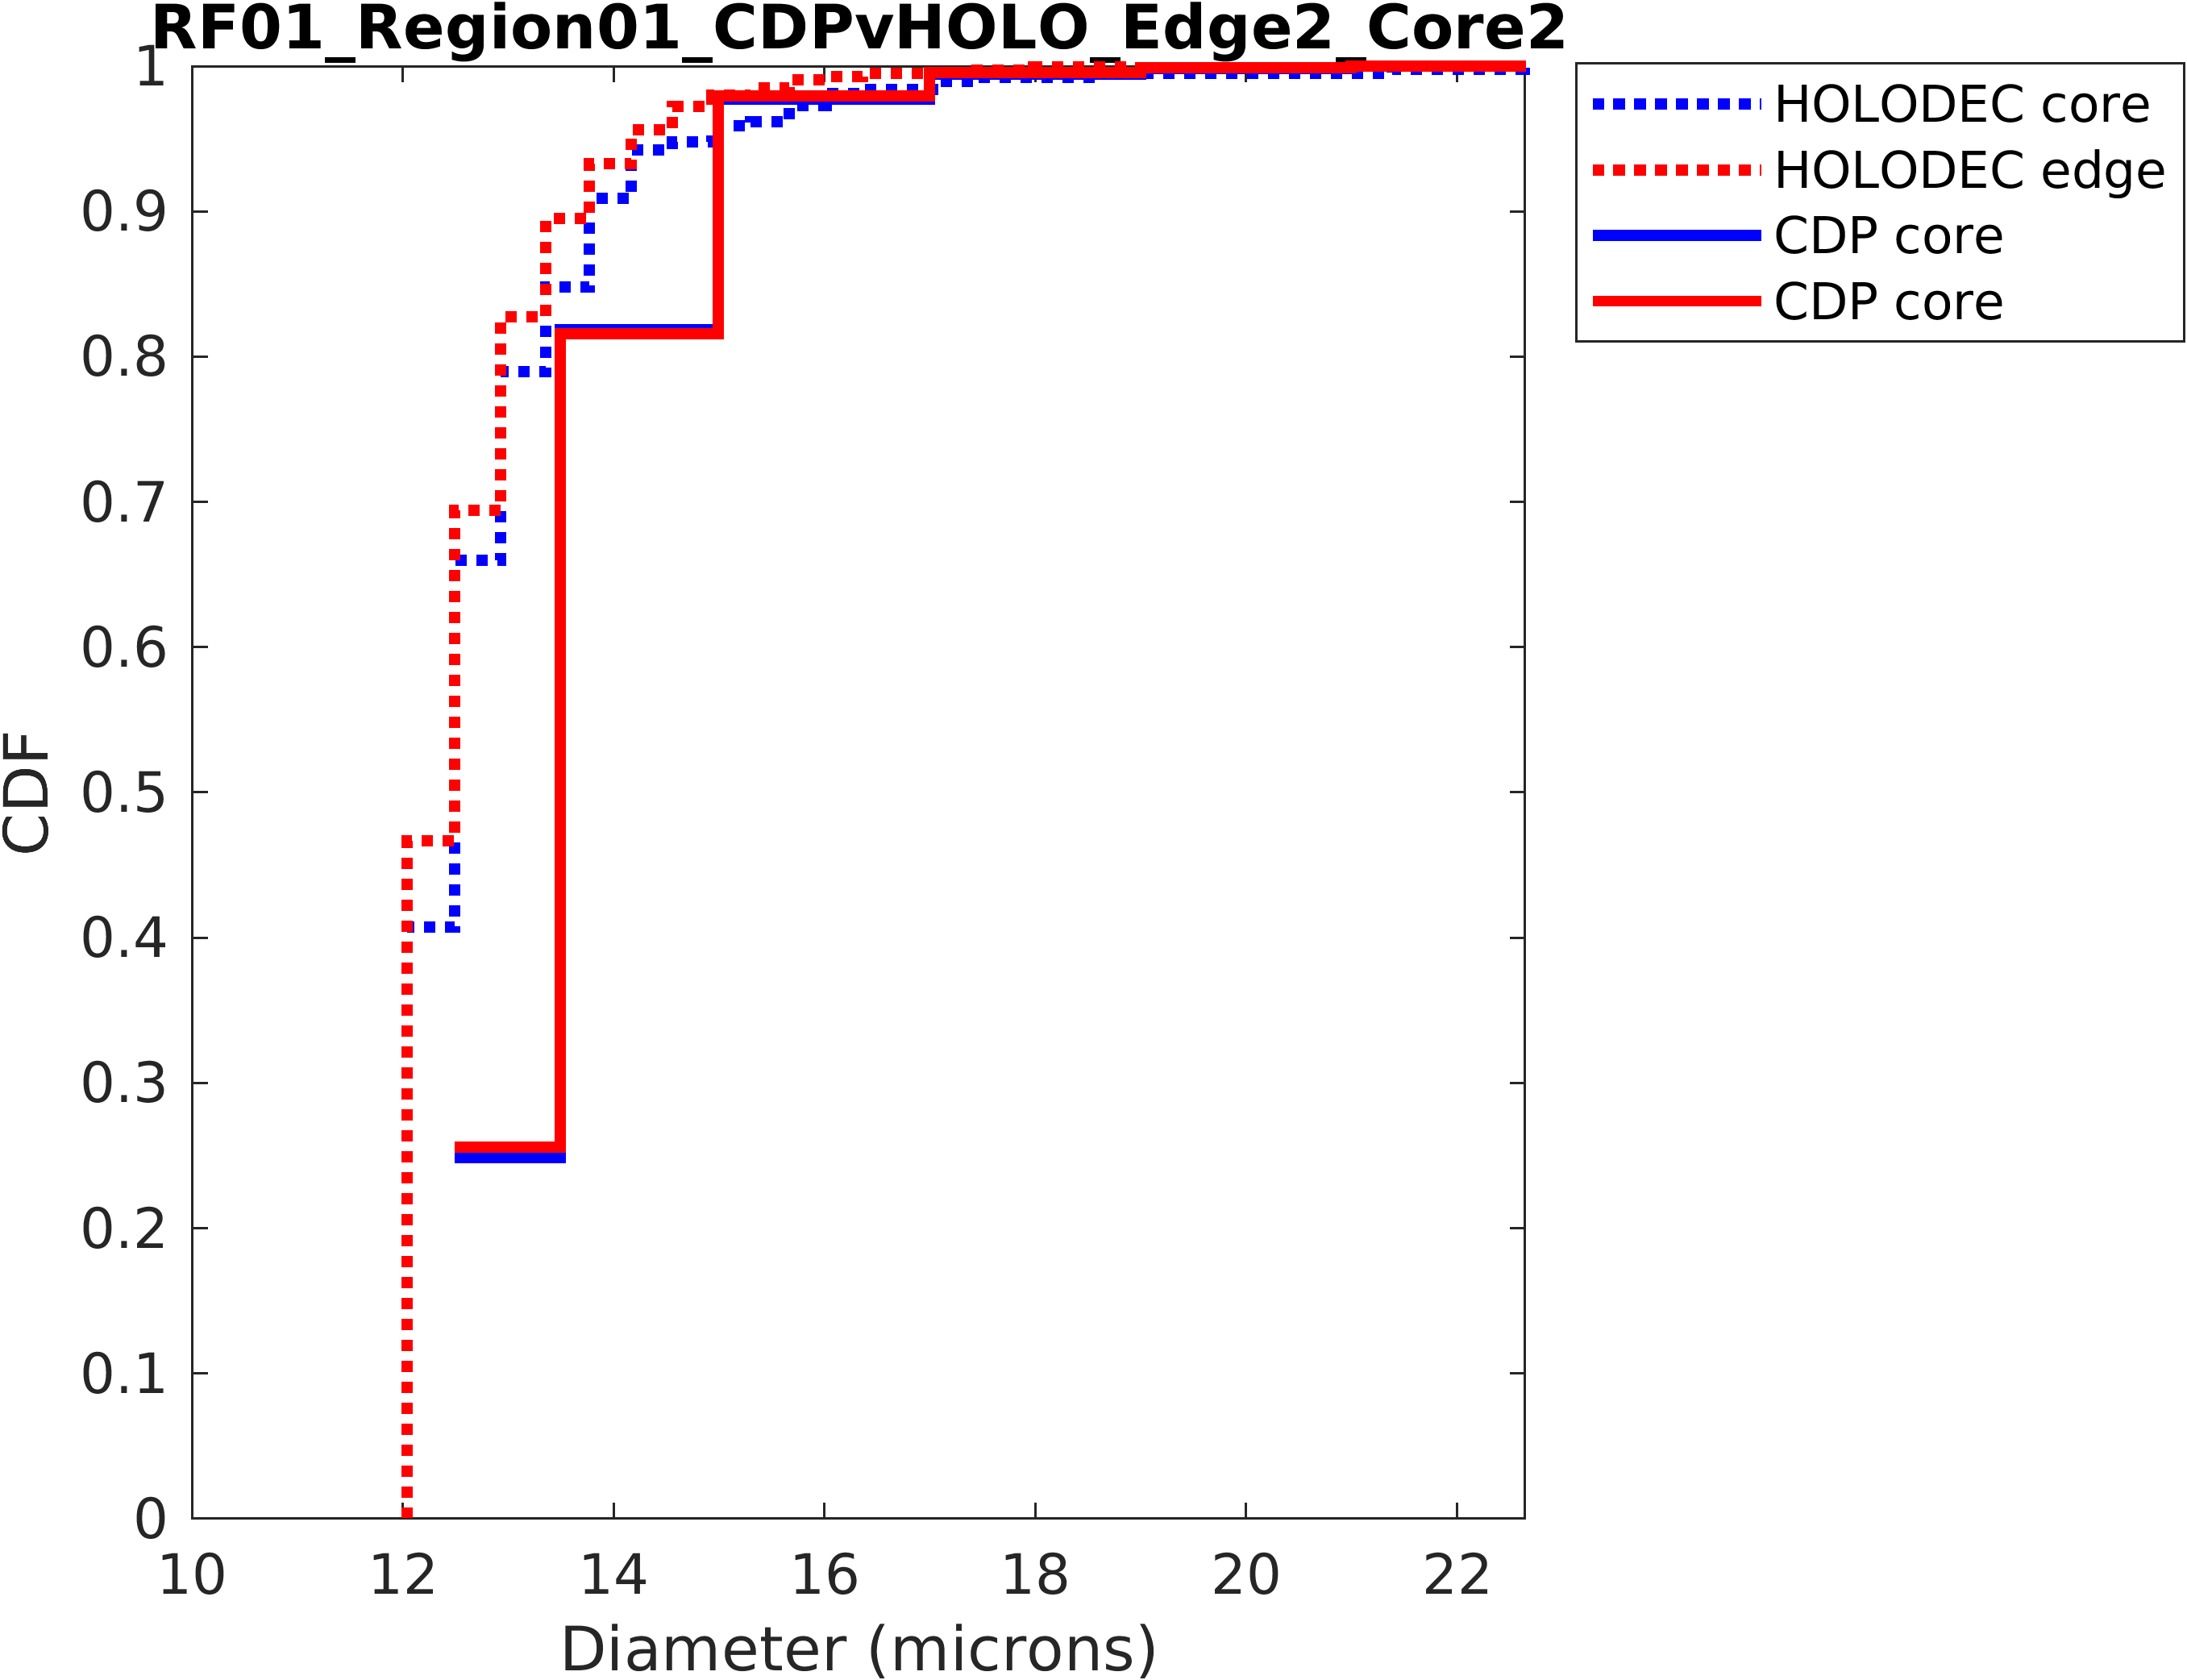 RF01_Region01_CDPvHOLO_Edge2_Core2
1
0.9
0.8
0.7
0.6
0.5
0.4
0.3
0.2
0.1
0
CDF
10 12 14 16 18 20 22
Diameter (microns)
HOLODEC core
HOLODEC edge
CDP core
CDP core